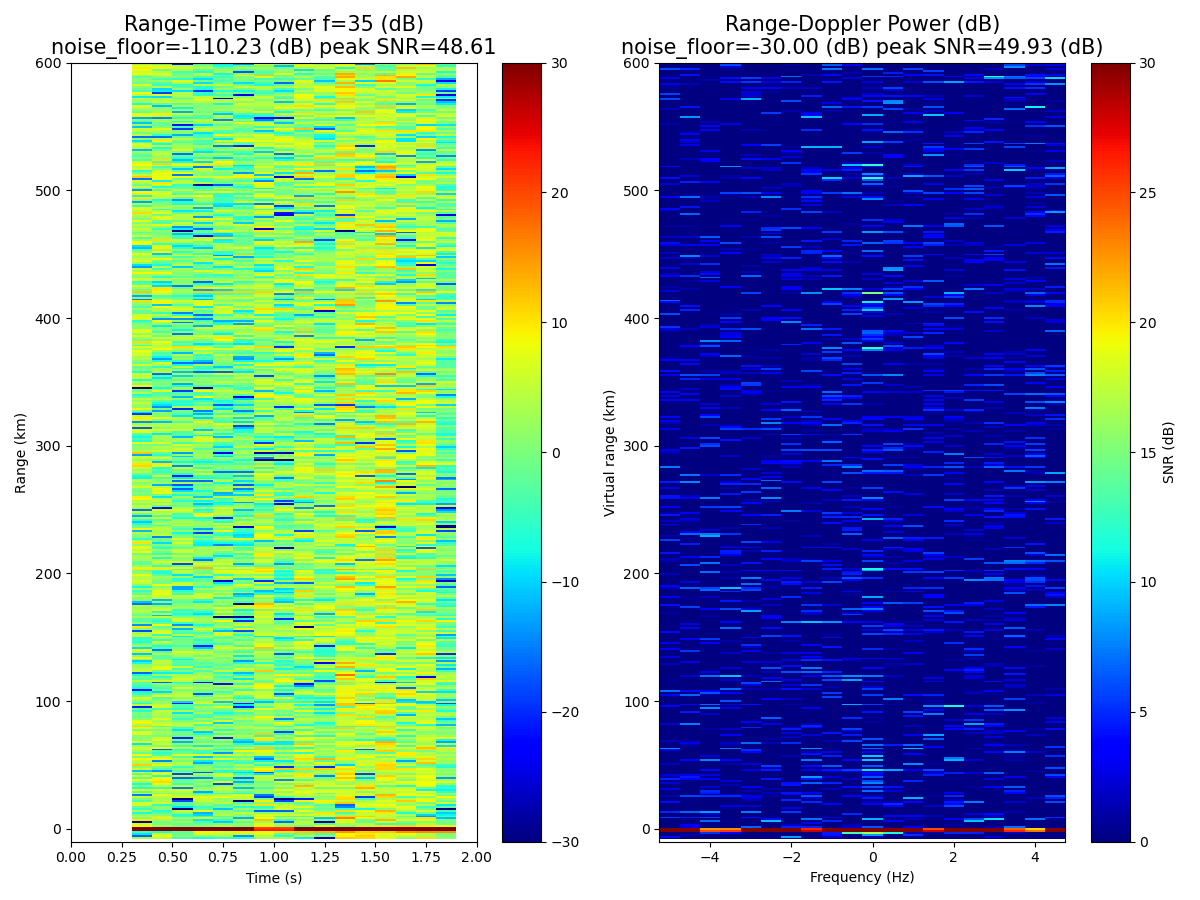 Range-Time Power f=35 (dB)
noise_floor=-110.23 (dB) peak SNR=48.61
Range-Doppler Power (dB)
noise_floor=-30.00 (dB) peak SNR=49.93 (dB)
600
500
400
300
200
100
0
Range (km)
0.00 0.25 0.50 0.75 1.00 1.25 1.50 1.75 2.00
Time (s)
30
20
10
0
−10
−20
−30
600
500
400
300
200
100
0
Virtual range (km)
−4 −2 0 2 4
Frequency (Hz)
30
25
20
15
10
5
0
SNR (dB)